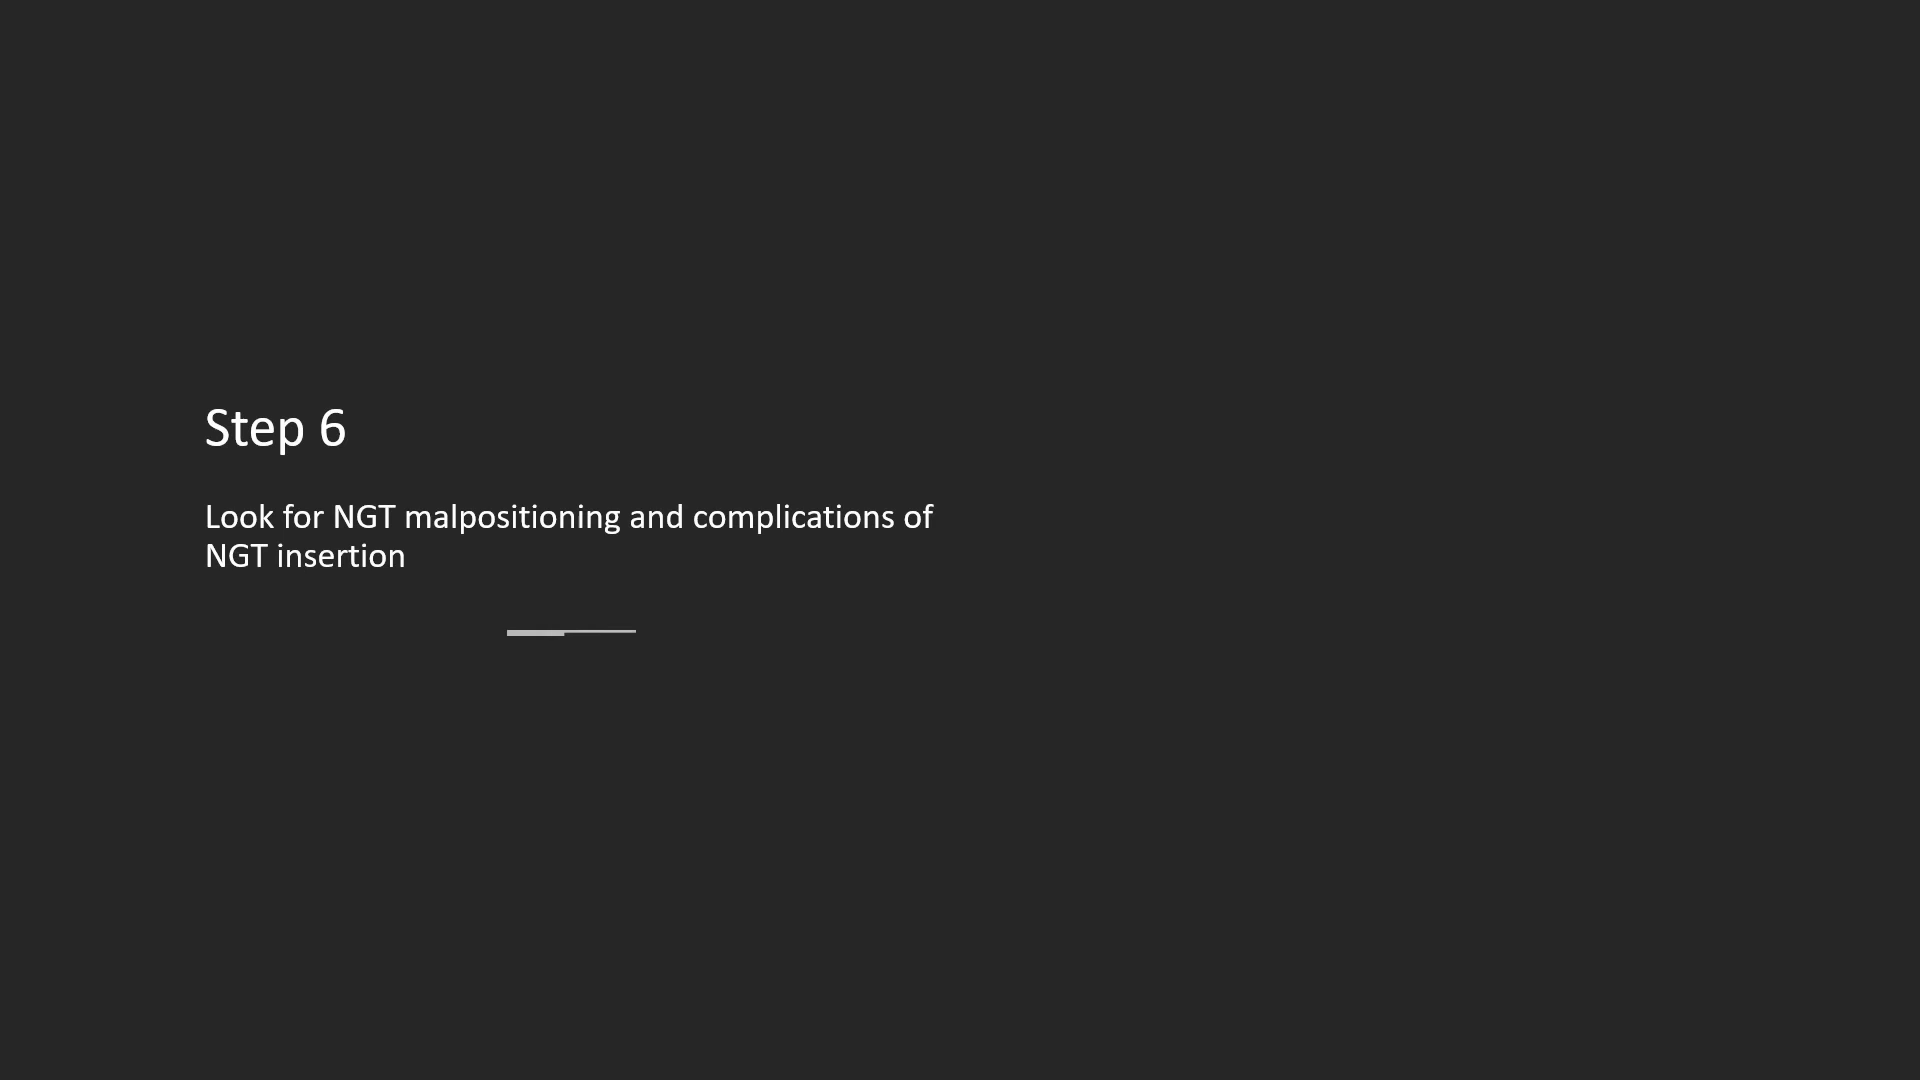 Step 6
Look for NGT malpositioning and complications of
NGT insertion